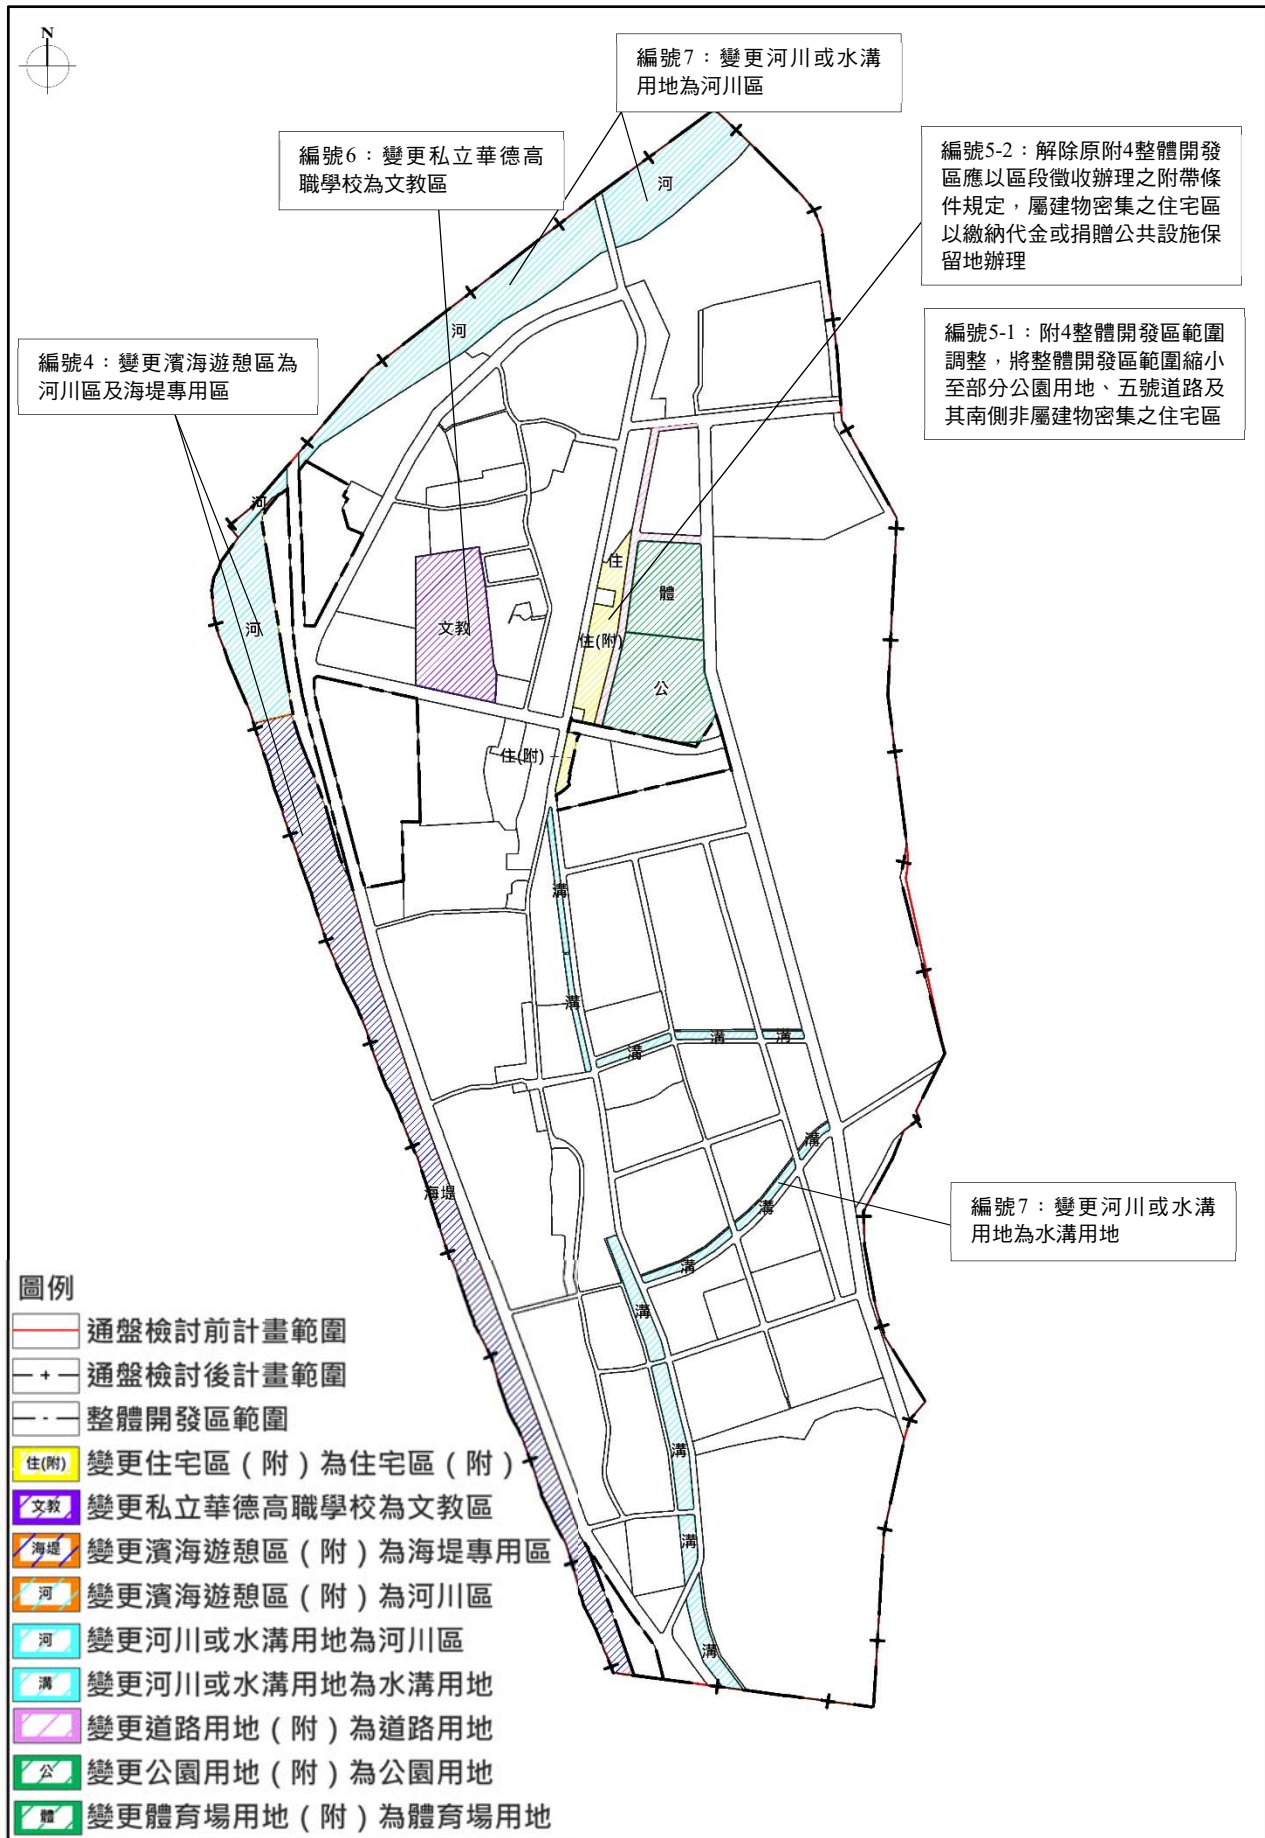 N
編號7：變更河川或水溝
用地為河川區
編號6：變更私立華德高
職學校為文教區
編號5-2：解除原附4整體開發
區應以區段徵收辦理之附帶條
件規定，屬建物密集之住宅區
以繳納代金或捐贈公共設施保
留地辦理
編號5-1：附4整體開發區範圍
調整，將整體開發區範圍縮小
至部分公園用地、五號道路及
其南側非屬建物密集之住宅區
編號4：變更濱海遊憩區為
河川區及海堤專用區
河
河
河
河
住
體
文教
住(附)
公
住(附)
溝
溝
溝
溝
溝
溝
海堤
溝
溝
編號7：變更河川或水溝
用地為水溝用地
溝
溝
溝
溝
圖例
通盤檢討前計畫範圍
通盤檢討後計畫範圍
整體開發區範圍
住(附) 變更住宅區（附）為住宅區（附）
文教 變更私立華德高職學校為文教區
海堤 變更濱海遊憩區（附）為海堤專用區
河 變更濱海遊憩區（附）為河川區
河 變更河川或水溝用地為河川區
溝 變更河川或水溝用地為水溝用地
變更道路用地（附）為道路用地
公 變更公園用地（附）為公園用地
體 變更體育場用地（附）為體育場用地